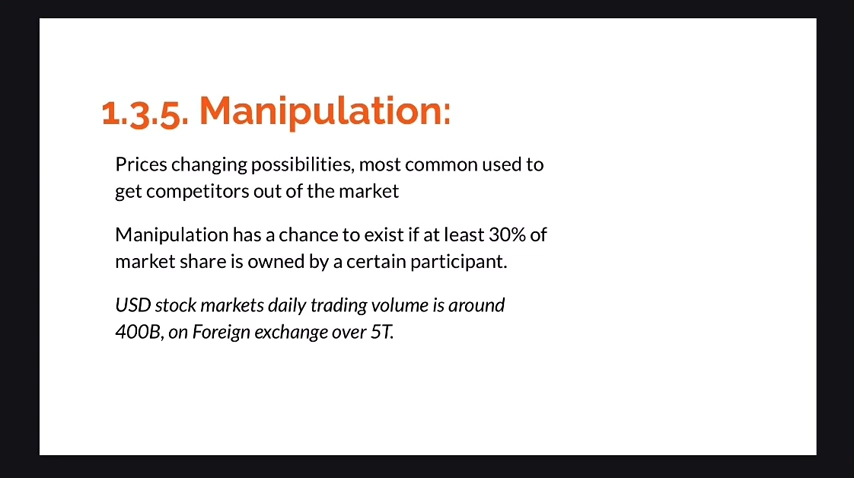 1.3.5. Manipulation:
Prices changing possibilities, most common used to
get competitors out of the market
Manipulation has a chance to exist if at least 30% of
market share is owned by a certain participant.
USD stock markets daily trading volume is around
400B, on Foreign exchange over 5T.